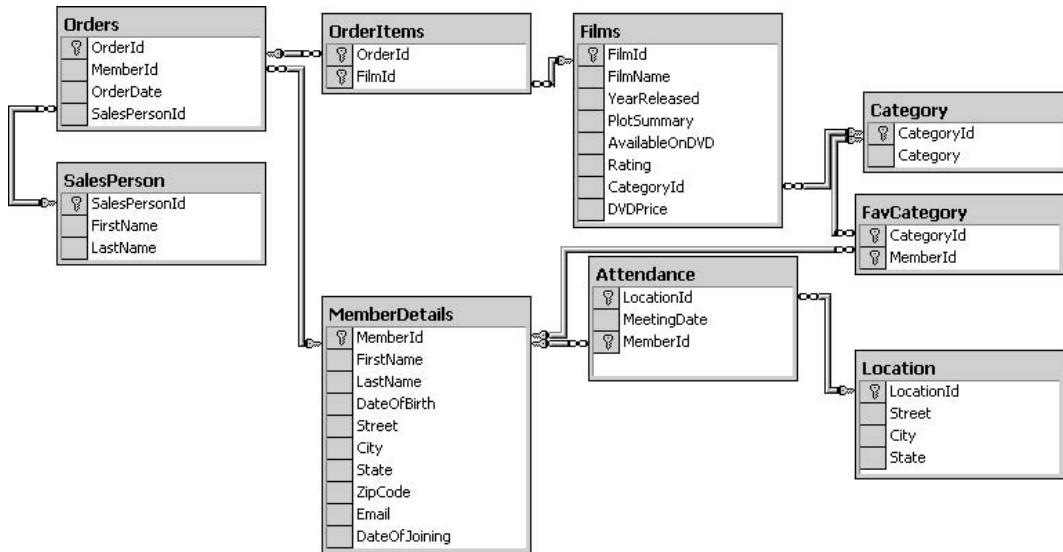 Orders
OrderId
MemberId
OrderDate
SalesPersonId
OrderItems
OrderId
FilmId
Films
FilmId
FilmName
YearReleased
PlotSummary
AvailableOnDVD
Rating
CategoryId
DVDPrice
Category
CategoryId
Category
SalesPerson
SalesPersonId
FirstName
LastName
FavCategory
CategoryId
MemberId
Attendance
LocationId
MeetingDate
MemberId
MemberDetails
MemberId
FirstName
LastName
DateOfBirth
Street
City
State
ZipCode
Email
DateOfJoining
Location
LocationId
Street
City
State